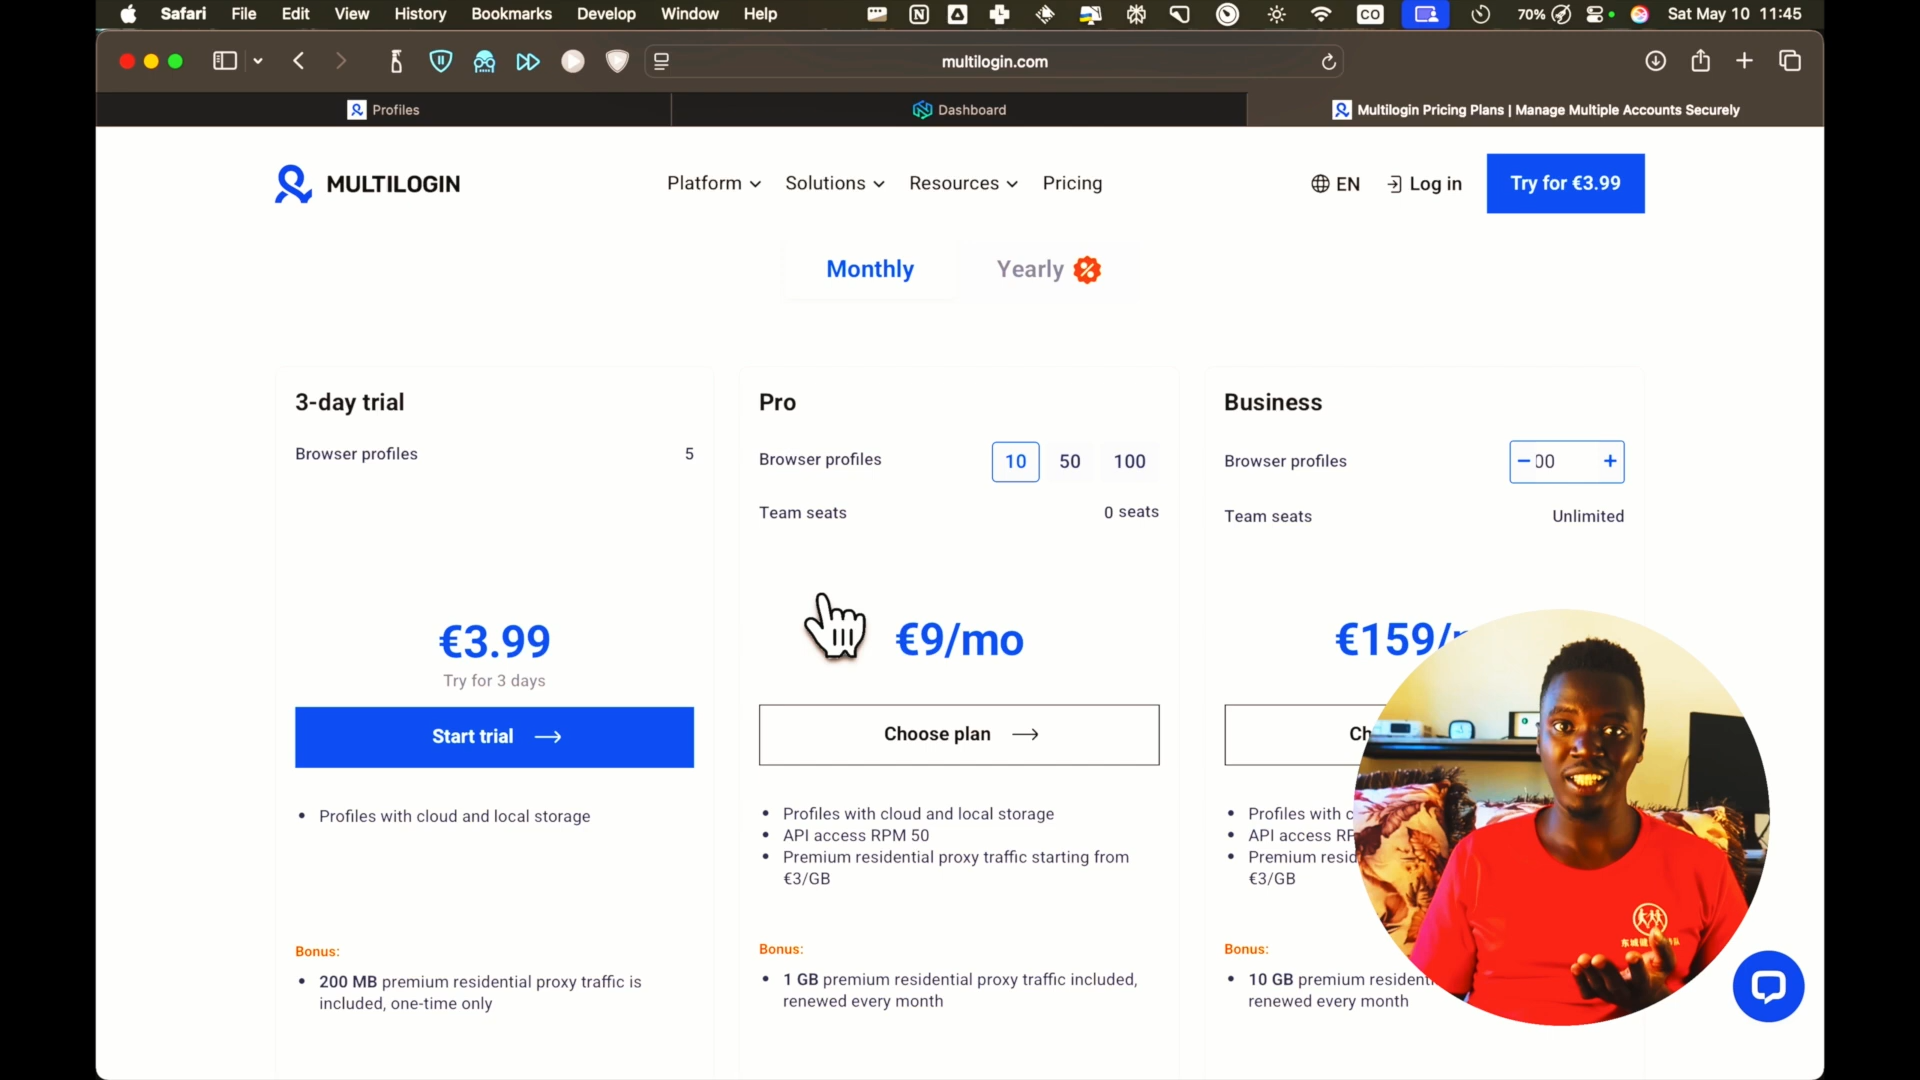 Safari File Edit View History Bookmarks Develop Window Help CO 70% Sat May 10 11:45
multilogin.com
Profiles
Dashboard
Multilogin Pricing Plans | Manage Multiple Accounts Securely
MULTILOGIN
Platform Solutions Resources Pricing
EN Log in Try for €3.99
Monthly Yearly %
3-day trial
Browser profiles 5
€3.99
Try for 3 days
Start trial
Profiles with cloud and local storage
Bonus:
200 MB premium residential proxy traffic is
included, one-time only
Pro
Browser profiles 10 50 100
Team seats 0 seats
€9/mo
Choose plan
Profiles with cloud and local storage
API access RPM 50
Premium residential proxy traffic starting from
€3/GB
Bonus:
1 GB premium residential proxy traffic included,
renewed every month
Business
Browser profiles 00
Team seats Unlimited
€159/
Profiles with
API access
Premium
€3/GB
Bonus:
10 GB premium
renewed every month